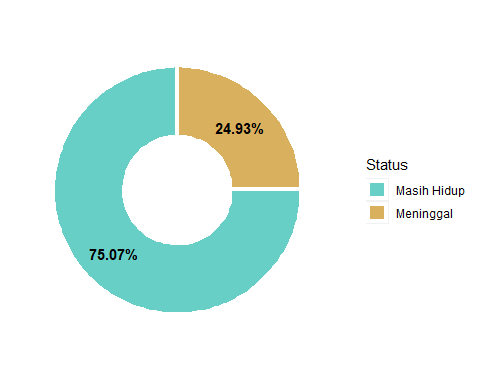 24.93%
75.07%
Status
Masih Hidup
Meninggal